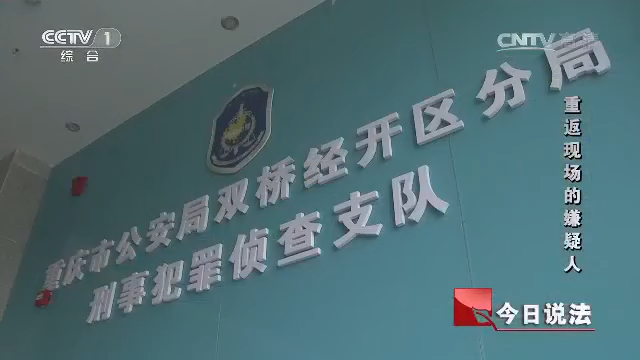 CCTV 1
综合
CNTV 高清
重庆市公安局双桥经开区分局
刑事犯罪侦查支队
重返现场的嫌疑人
今日说法